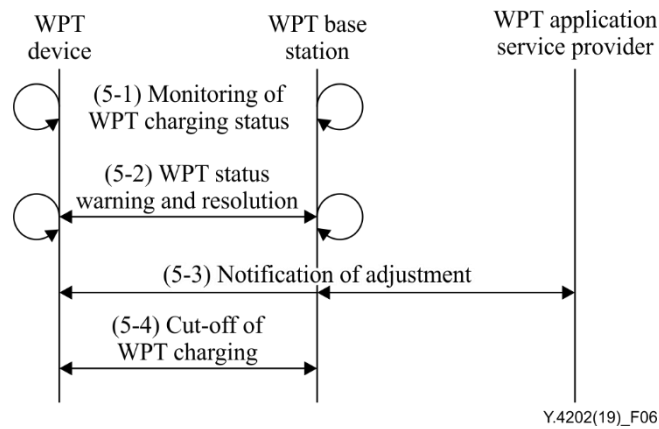 WPT
device
WPT base
station
WPT application
service provider
(5-1) Monitoring of
WPT charging status
(5-2) WPT status
warning and resolution
(5-3) Notification of adjustment
(5-4) Cut-off of
WPT charging
Y.4202(19)_F06